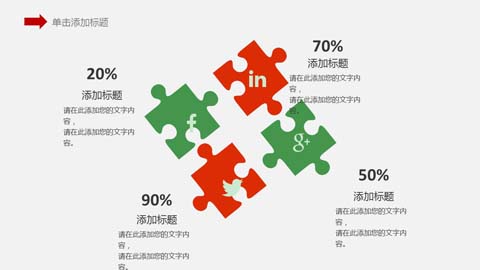 单击添加标题
70%
添加标题
请在此添加您的文字内
容，
请在此添加您的文字内
容。
20%
添加标题
请在此添加您的文字内
容，
请在此添加您的文字内
容。
in
f
g+
50%
添加标题
请在此添加您的文字内
容，
请在此添加您的文字内
容。
90%
添加标题
请在此添加您的文字内
容，
请在此添加您的文字内
容。